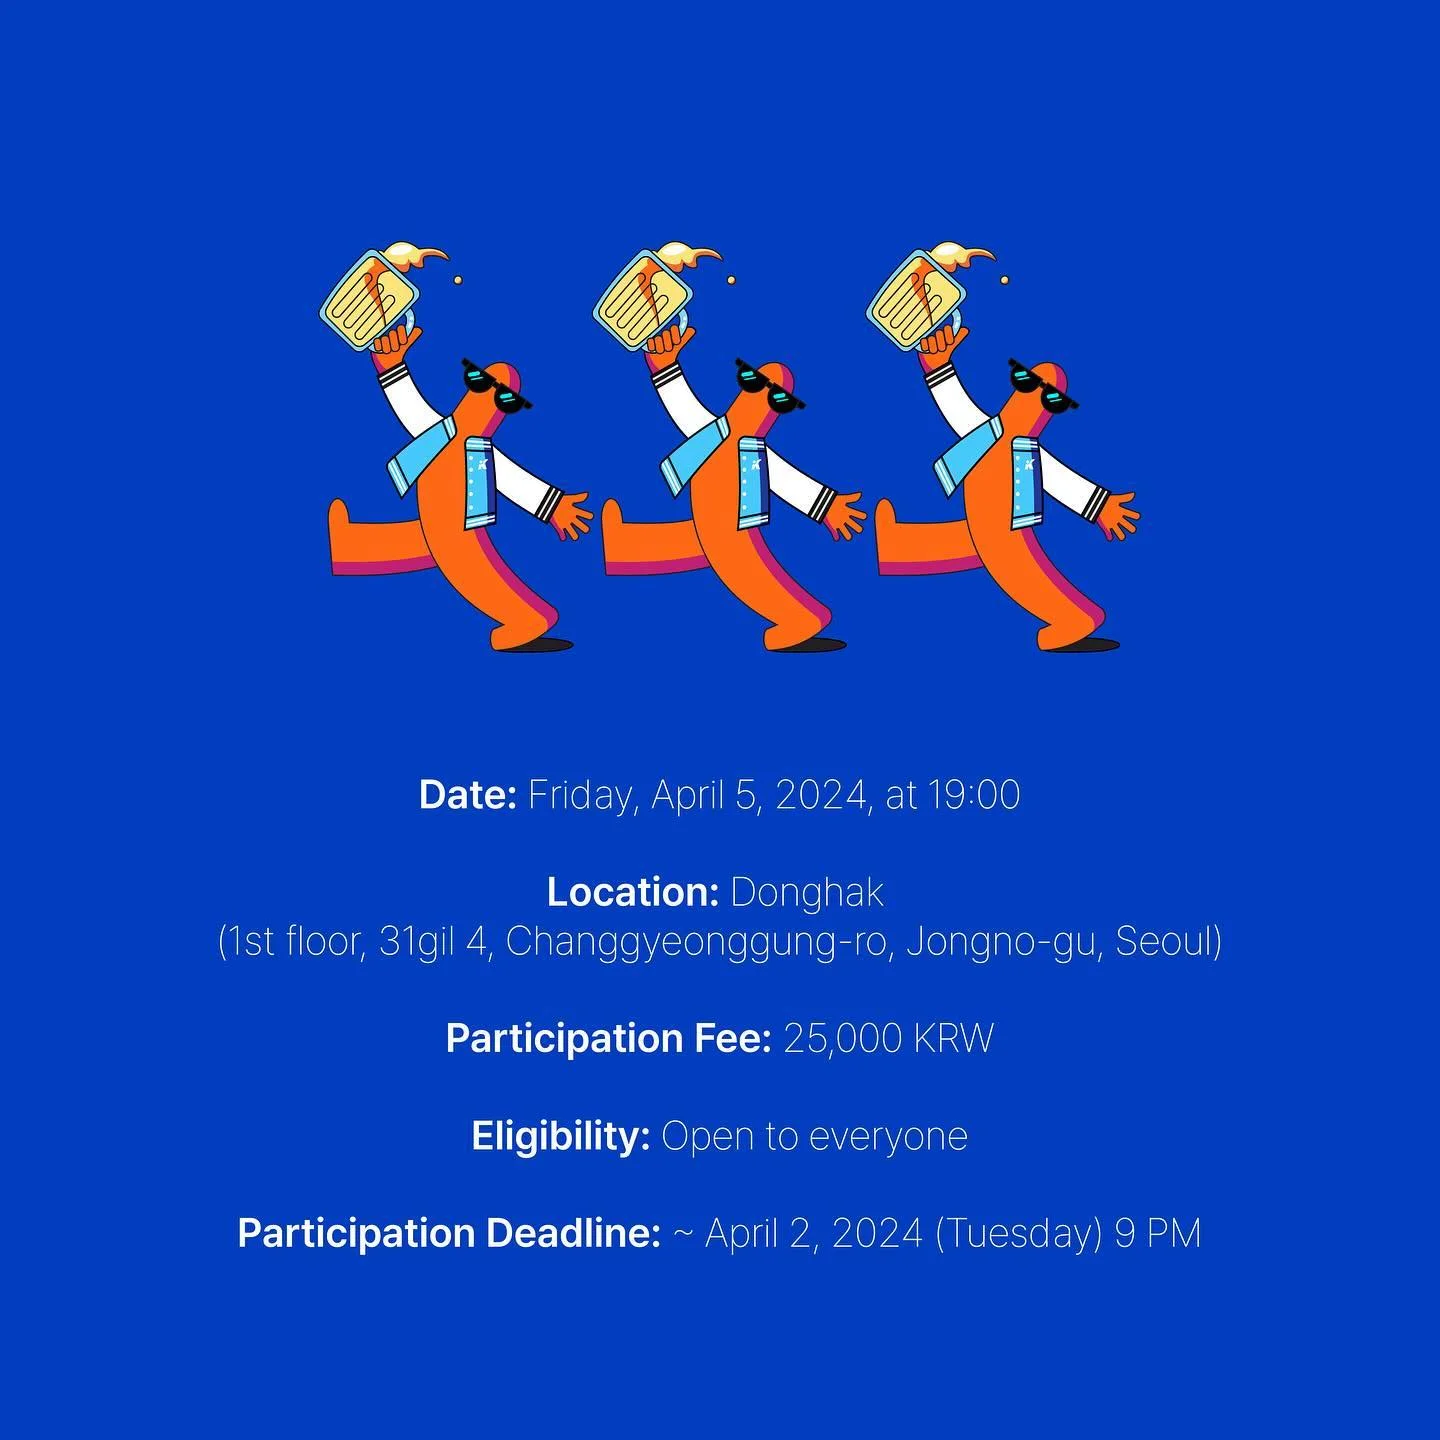 Date: Friday, April 5, 2024, at 19:00
Location: Donghak
(1st floor, 31gil 4, Changgyeonggung-ro, Jongno-gu, Seoul)
Participation Fee: 25,000 KRW
Eligibility: Open to everyone
Participation Deadline: ~ April 2, 2024 (Tuesday) 9 PM